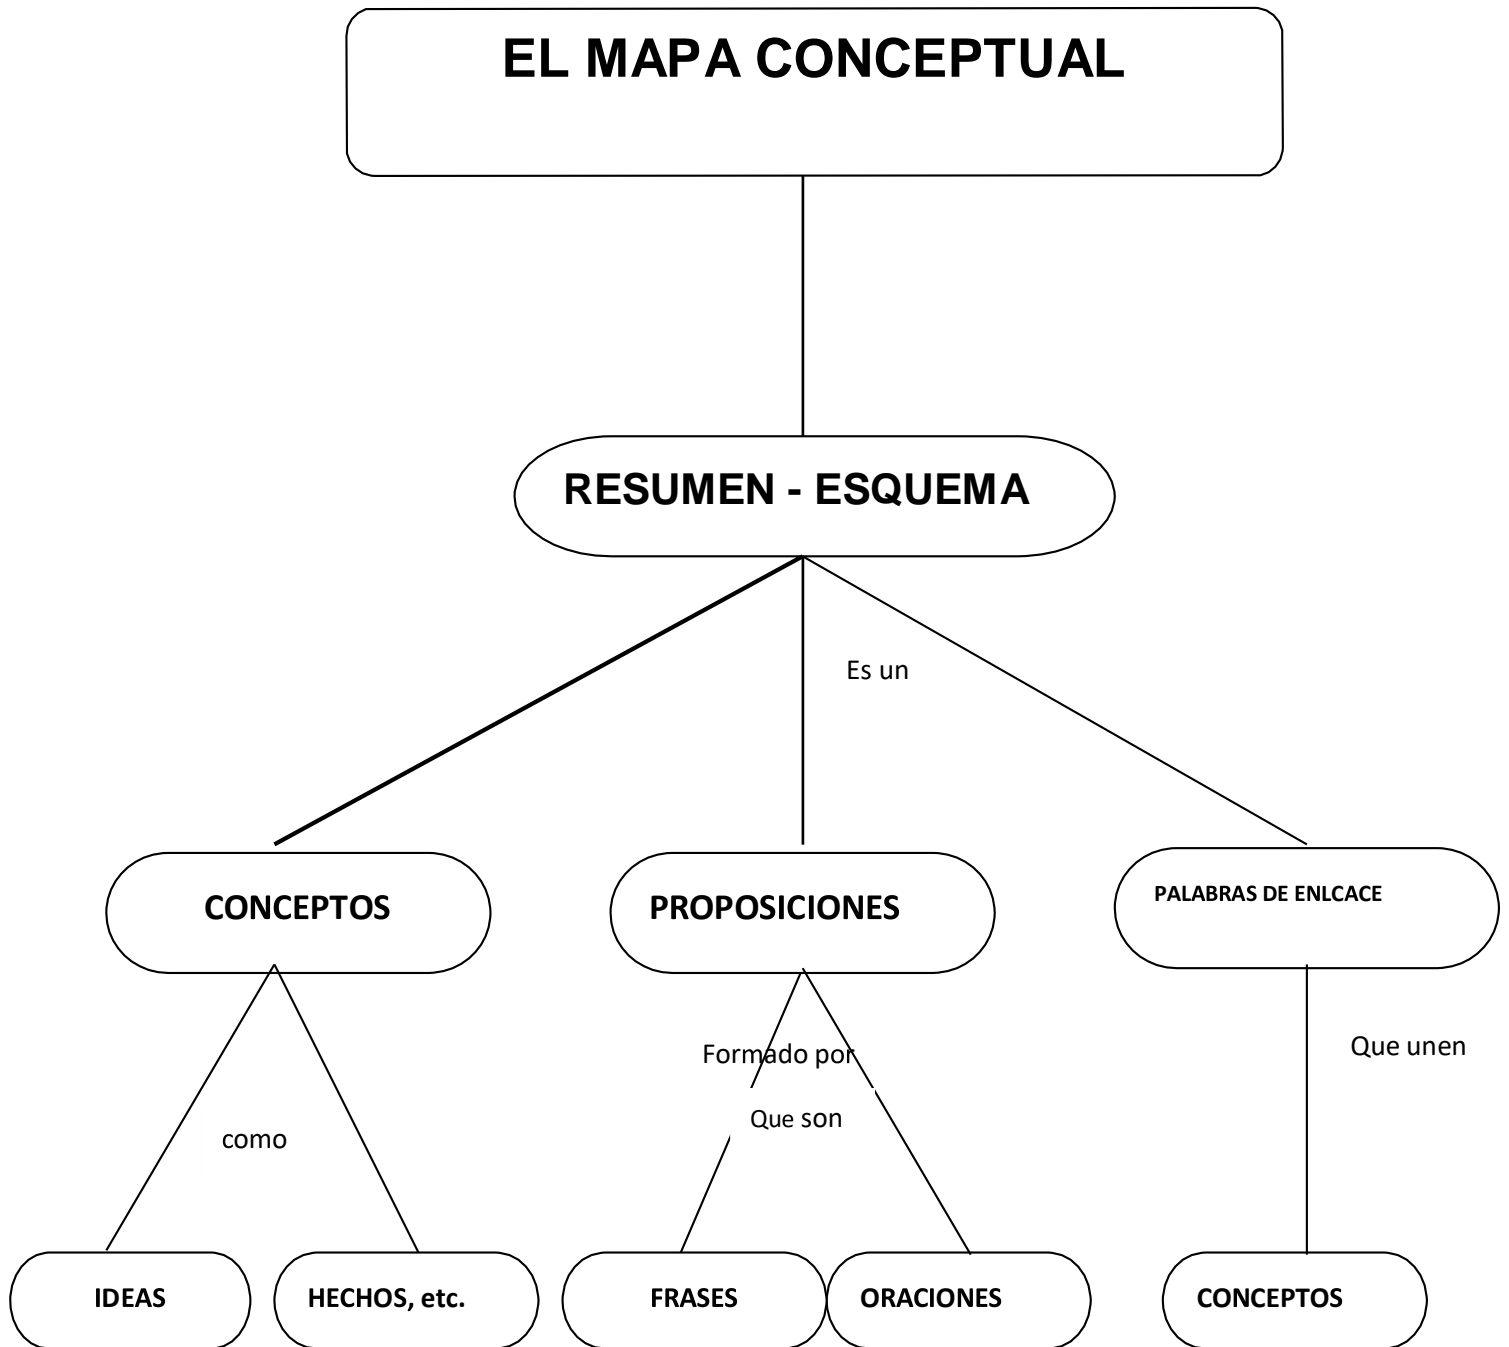 EL MAPA CONCEPTUAL
RESUMEN - ESQUEMA
Es un
CONCEPTOS
PROPOSICIONES
PALABRAS DE ENLCACE
Formado por
Que unen
Que son
como
IDEAS
HECHOS, etc.
FRASES
ORACIONES
CONCEPTOS